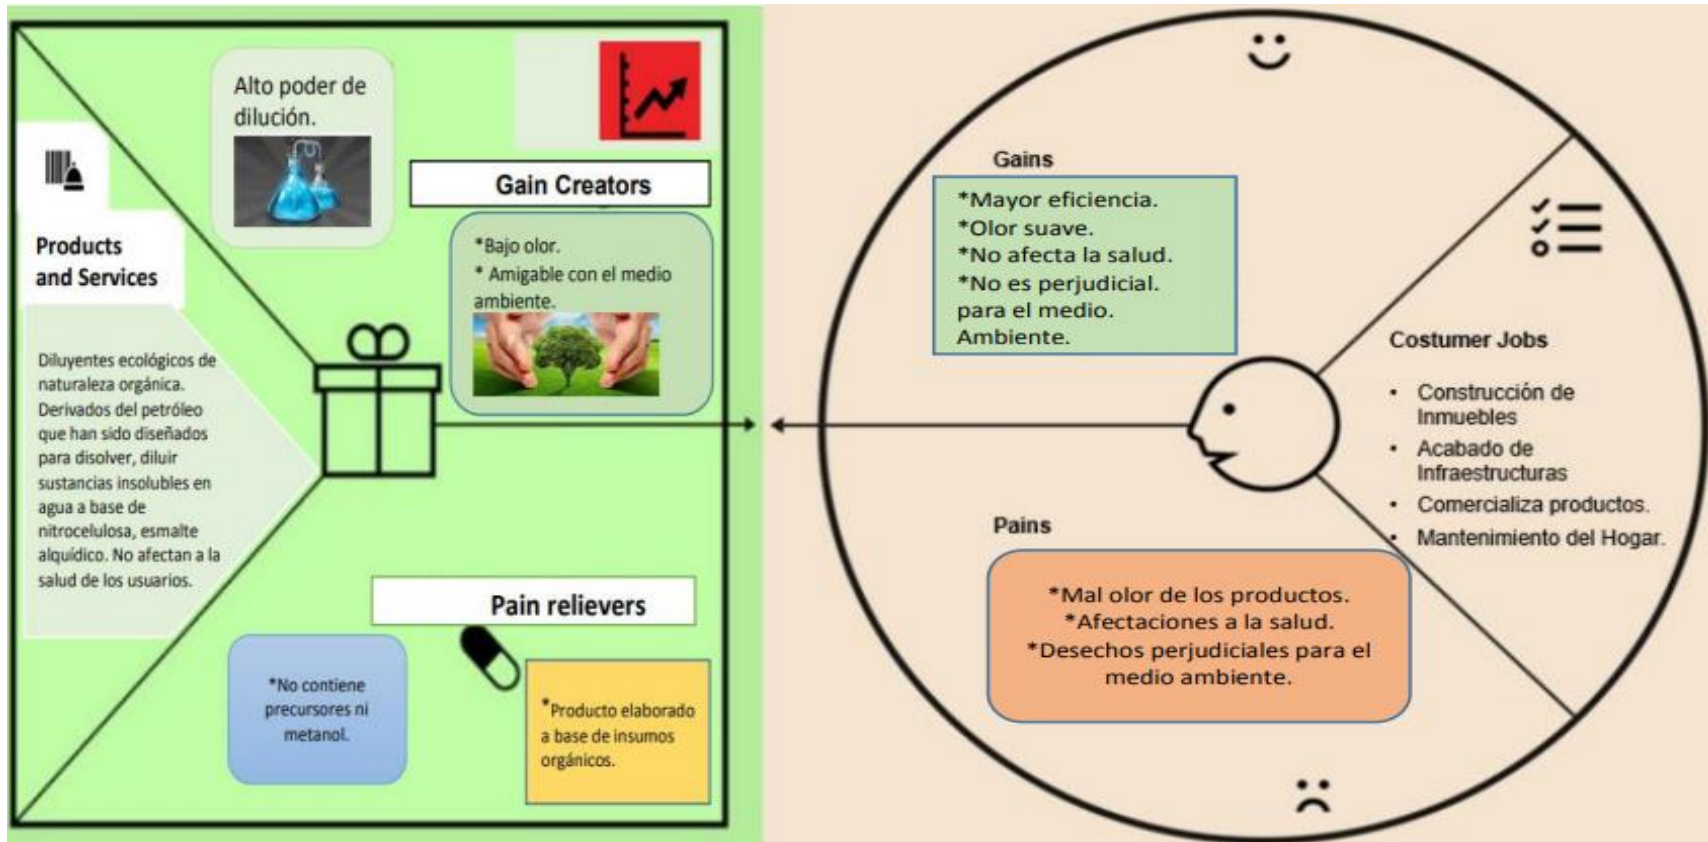 Alto poder de
dilución.
Gain Creators
*Bajo olor.
* Amigable con el medio
ambiente.
Products
and Services
Diluyentes ecológicos de
naturaleza orgánica.
Derivados del petróleo
que han sido diseñados
para disolver, diluir
sustancias insolubles en
agua a base de
nitrocelulosa, esmalte
alquídico. No afectan a la
salud de los usuarios.
Pain relievers
*No contiene
precursores ni
metanol.
*Producto elaborado
a base de insumos
orgánicos.
Gains
*Mayor eficiencia.
*Olor suave.
*No afecta la salud.
*No es perjudicial.
para el medio.
Ambiente.
Costumer Jobs
• Construcción de
Inmuebles
• Acabado de
Infraestructuras
• Comercializa productos.
• Mantenimiento del Hogar.
Pains
*Mal olor de los productos.
*Afectaciones a la salud.
*Desechos perjudiciales para el
medio ambiente.